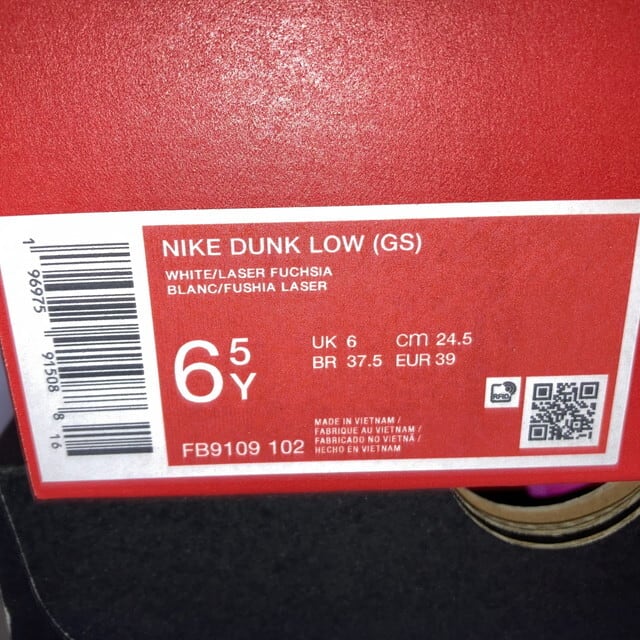 NIKE DUNK LOW (GS)
WHITE/LASER FUCHSIA
BLANC/FUSHIA LASER
6 5 Y
UK 6 cm 24.5
BR 37.5 EUR 39
FB9109 102
MADE IN VIETNAM /
FABRIQUE AU VIETNAM /
FABRICADO NO VIETNÃ /
HECHO EN VIETNAM
1 96975 91508 8 16